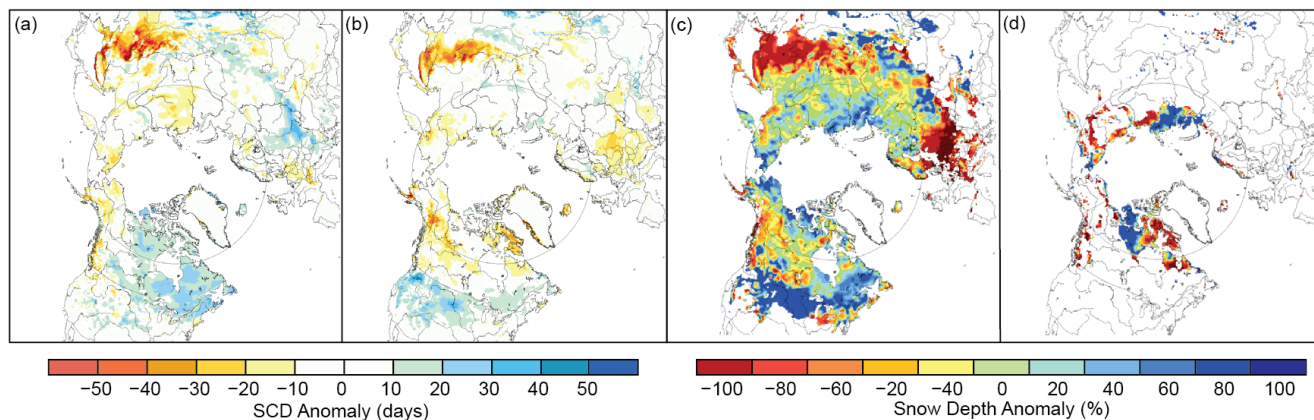 (a)
(b)
(c)
(d)
−50 −40 −30 −20 −10 0 10 20 30 40 50
SCD Anomaly (days)
−100 −80 −60 −20 −40 0 20 40 60 80 100
Snow Depth Anomaly (%)